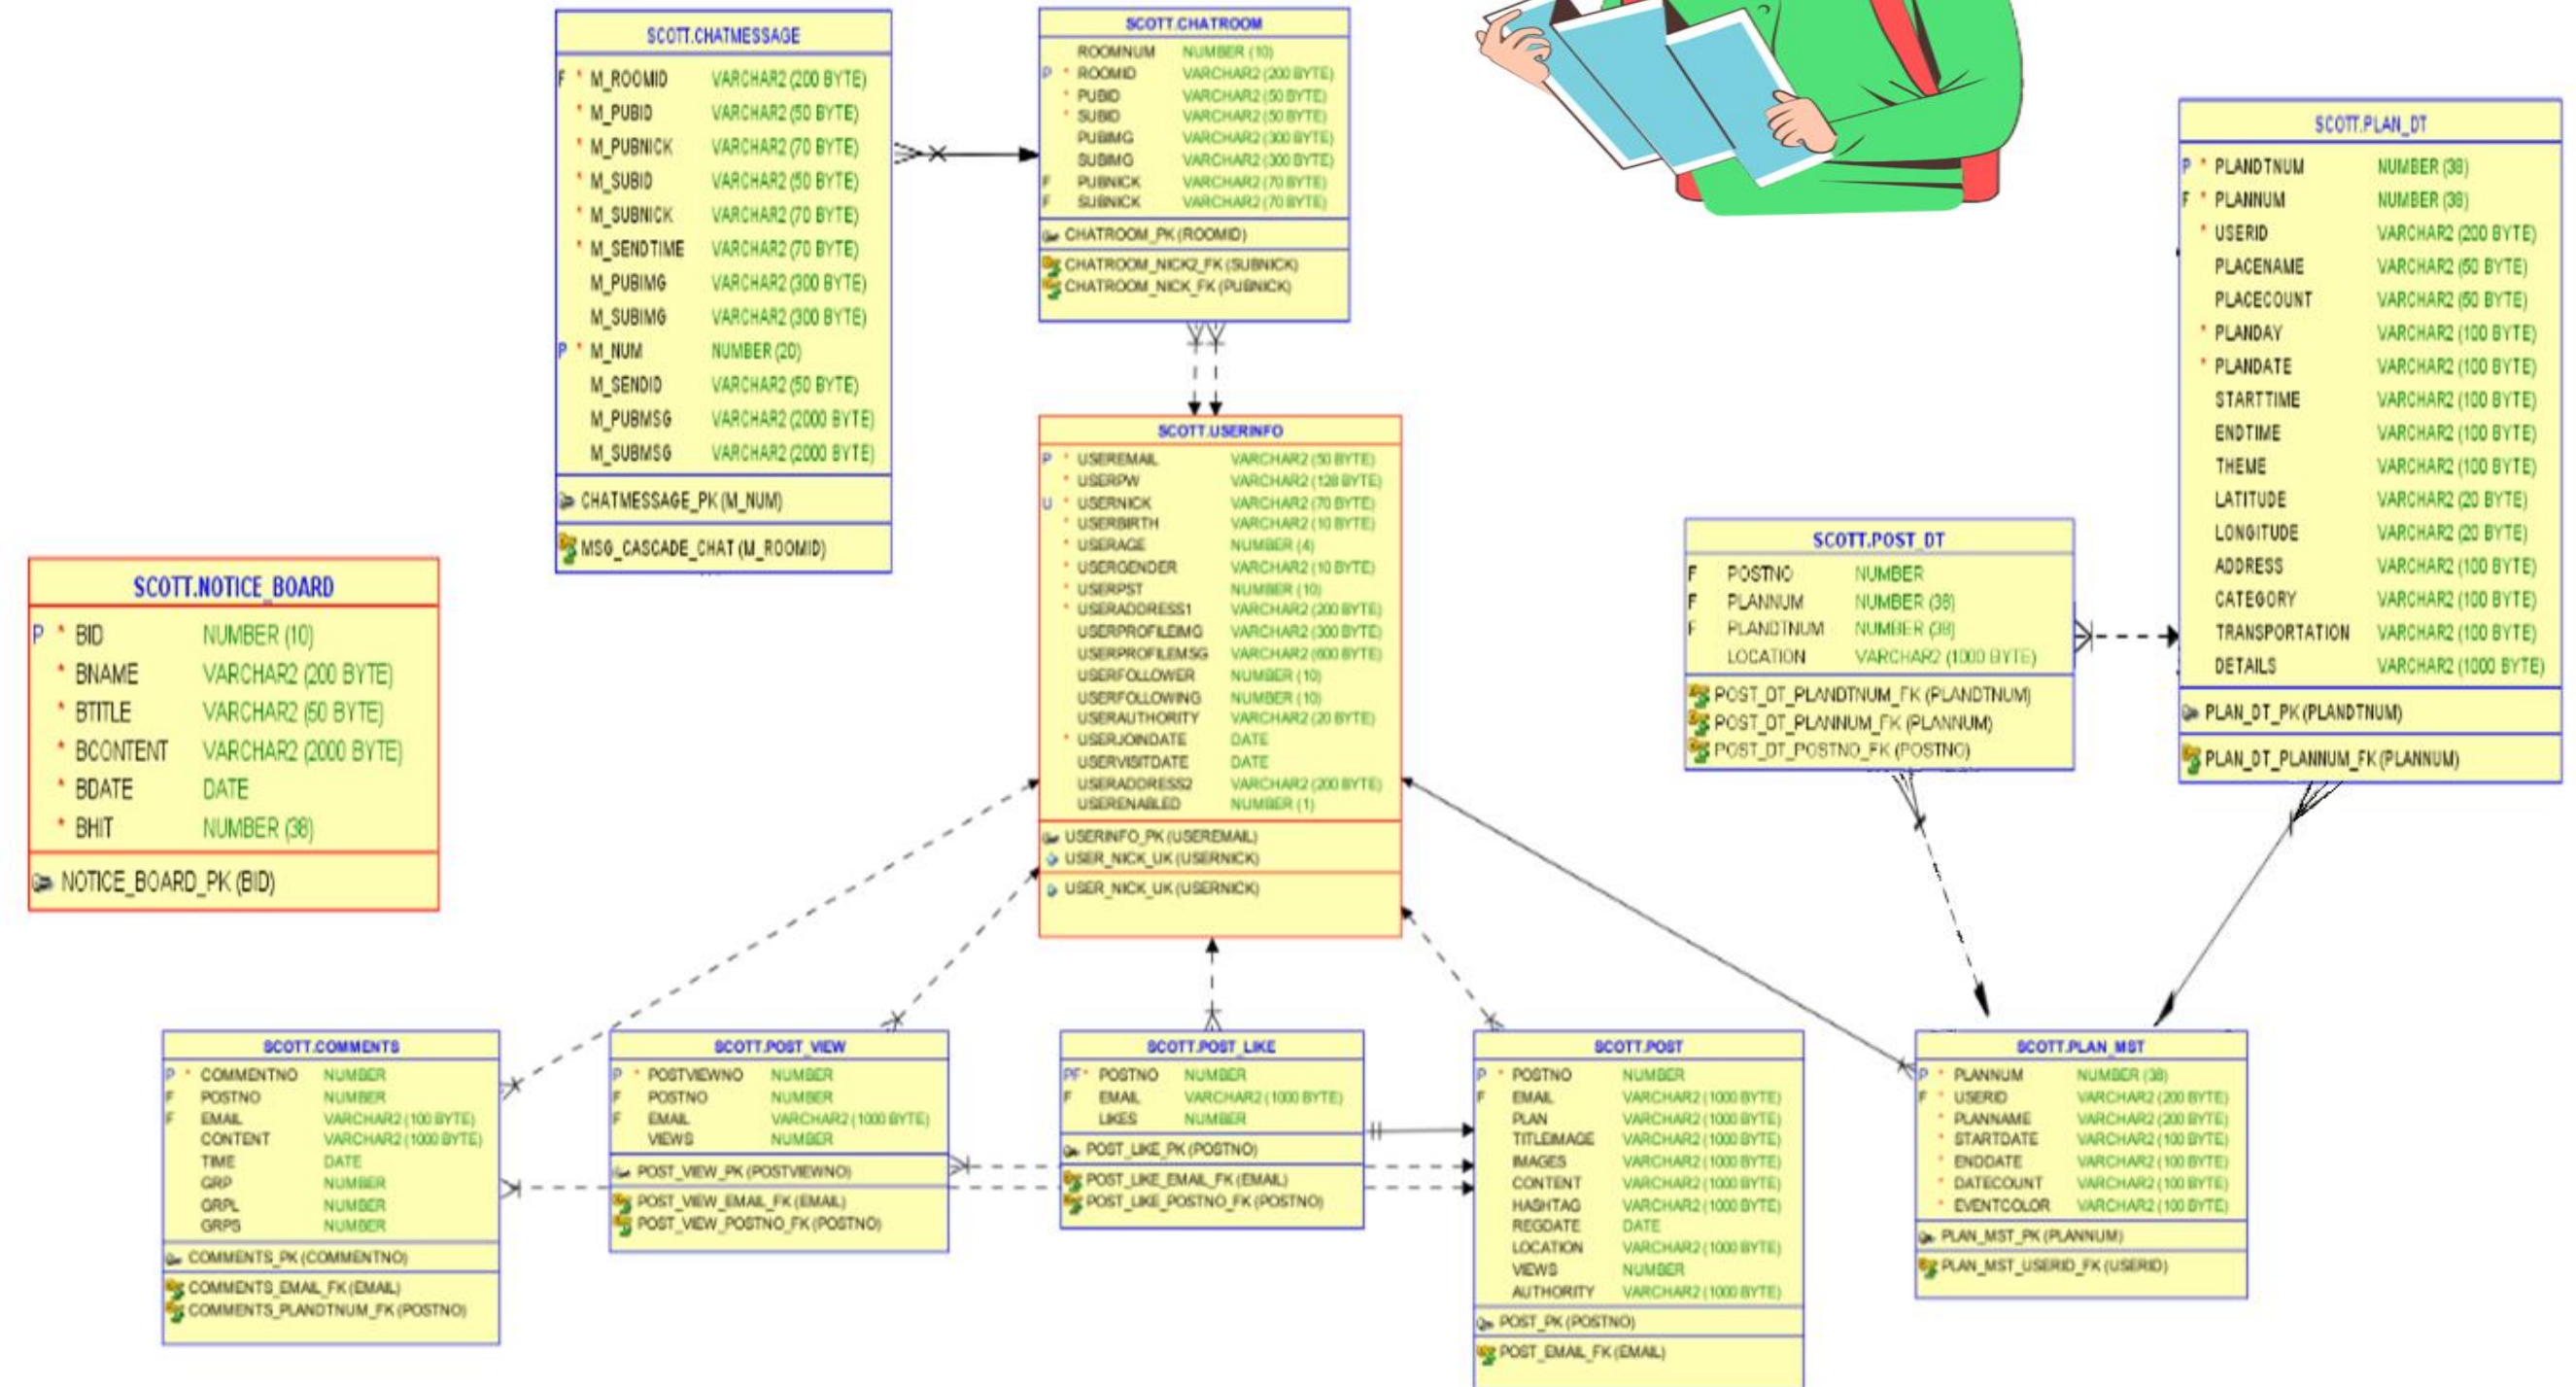 SCOTT.CHATMESSAGE
F * M_ROOMID VARCHAR2 (200 BYTE)
* M_PUBID VARCHAR2 (50 BYTE)
* M_PUBNICK VARCHAR2 (70 BYTE)
* M_SUBID VARCHAR2 (50 BYTE)
* M_SUBNICK VARCHAR2 (70 BYTE)
* M_SENDTIME VARCHAR2 (70 BYTE)
M_PUBIMG VARCHAR2 (300 BYTE)
M_SUBIMG VARCHAR2 (300 BYTE)
P * M_NUM NUMBER (20)
M_SENDID VARCHAR2 (50 BYTE)
M_PUBMSG VARCHAR2 (2000 BYTE)
M_SUBMSG VARCHAR2 (2000 BYTE)
CHATMESSAGE_PK (M_NUM)
MSG_CASCADE_CHAT (M_ROOMID)
SCOTT.CHATROOM
ROOMNUM NUMBER (10)
P * ROOMID VARCHAR2 (200 BYTE)
* PUBID VARCHAR2 (50 BYTE)
* SUBID VARCHAR2 (50 BYTE)
PUBIMG VARCHAR2 (300 BYTE)
SUBIMG VARCHAR2 (300 BYTE)
F PUBNICK VARCHAR2 (70 BYTE)
F SUBNICK VARCHAR2 (70 BYTE)
CHATROOM_PK (ROOMID)
CHATROOM_NICK2_FK (SUBNICK)
CHATROOM_NICK_FK (PUBNICK)
SCOTT.PLAN_DT
P * PLANDTNUM NUMBER (38)
F * PLANNUM NUMBER (38)
* USERID VARCHAR2 (200 BYTE)
PLACENAME VARCHAR2 (50 BYTE)
PLACECOUNT VARCHAR2 (50 BYTE)
* PLANDAY VARCHAR2 (100 BYTE)
* PLANDATE VARCHAR2 (100 BYTE)
STARTTIME VARCHAR2 (100 BYTE)
ENDTIME VARCHAR2 (100 BYTE)
THEME VARCHAR2 (100 BYTE)
LATITUDE VARCHAR2 (20 BYTE)
LONGITUDE VARCHAR2 (20 BYTE)
ADDRESS VARCHAR2 (100 BYTE)
CATEGORY VARCHAR2 (100 BYTE)
TRANSPORTATION VARCHAR2 (100 BYTE)
DETAILS VARCHAR2 (1000 BYTE)
PLAN_DT_PK (PLANDTNUM)
PLAN_DT_PLANNUM_FK (PLANNUM)
SCOTT.USERINFO
P * USEREMAIL VARCHAR2 (50 BYTE)
* USERPW VARCHAR2 (128 BYTE)
U * USERNICK VARCHAR2 (70 BYTE)
* USERBIRTH VARCHAR2 (10 BYTE)
* USERAGE NUMBER (4)
* USERGENDER VARCHAR2 (10 BYTE)
* USERPST NUMBER (10)
* USERADDRESS1 VARCHAR2 (200 BYTE)
USERPROFILEIMG VARCHAR2 (300 BYTE)
USERPROFILEMSG VARCHAR2 (600 BYTE)
USERFOLLOWER NUMBER (10)
USERFOLLOWING NUMBER (10)
USERAUTHORITY VARCHAR2 (20 BYTE)
* USERJOINDATE DATE
USERVISITDATE DATE
USERADDRESS2 VARCHAR2 (200 BYTE)
USERENABLED NUMBER (1)
USERINFO_PK (USEREMAIL)
USER_NICK_UK (USERNICK)
USER_NICK_UK (USERNICK)
SCOTT.POST_DT
F POSTNO NUMBER
F PLANNUM NUMBER (38)
F PLANDTNUM NUMBER (38)
LOCATION VARCHAR2 (1000 BYTE)
POST_DT_PLANDTNUM_FK (PLANDTNUM)
POST_DT_PLANNUM_FK (PLANNUM)
POST_DT_POSTNO_FK (POSTNO)
SCOTT.NOTICE_BOARD
P * BID NUMBER (10)
* BNAME VARCHAR2 (200 BYTE)
* BTITLE VARCHAR2 (50 BYTE)
* BCONTENT VARCHAR2 (2000 BYTE)
* BDATE DATE
* BHIT NUMBER (38)
NOTICE_BOARD_PK (BID)
SCOTT.COMMENTS
P * COMMENTNO NUMBER
F POSTNO NUMBER
F EMAIL VARCHAR2 (100 BYTE)
CONTENT VARCHAR2 (1000 BYTE)
TIME DATE
GRP NUMBER
GRPL NUMBER
GRPS NUMBER
COMMENTS_PK (COMMENTNO)
COMMENTS_EMAIL_FK (EMAIL)
COMMENTS_PLANDTNUM_FK (POSTNO)
SCOTT.POST_VIEW
P * POSTVIEWNO NUMBER
F POSTNO NUMBER
F EMAIL VARCHAR2 (1000 BYTE)
VIEWS NUMBER
POST_VIEW_PK (POSTVIEWNO)
POST_VIEW_EMAIL_FK (EMAIL)
POST_VIEW_POSTNO_FK (POSTNO)
SCOTT.POST_LIKE
PF * POSTNO NUMBER
F EMAIL VARCHAR2 (1000 BYTE)
LIKES NUMBER
POST_LIKE_PK (POSTNO)
POST_LIKE_EMAIL_FK (EMAIL)
POST_LIKE_POSTNO_FK (POSTNO)
SCOTT.POST
P * POSTNO NUMBER
F EMAIL VARCHAR2 (1000 BYTE)
PLAN VARCHAR2 (1000 BYTE)
TITLEIMAGE VARCHAR2 (1000 BYTE)
IMAGES VARCHAR2 (1000 BYTE)
CONTENT VARCHAR2 (1000 BYTE)
HASHTAG VARCHAR2 (1000 BYTE)
REGDATE DATE
LOCATION VARCHAR2 (1000 BYTE)
VIEWS NUMBER
AUTHORITY VARCHAR2 (1000 BYTE)
POST_PK (POSTNO)
POST_EMAIL_FK (EMAIL)
SCOTT.PLAN_MST
P * PLANNUM NUMBER (38)
F * USERID VARCHAR2 (200 BYTE)
* PLANNAME VARCHAR2 (200 BYTE)
* STARTDATE VARCHAR2 (100 BYTE)
* ENDDATE VARCHAR2 (100 BYTE)
* DATECOUNT VARCHAR2 (100 BYTE)
* EVENTCOLOR VARCHAR2 (100 BYTE)
PLAN_MST_PK (PLANNUM)
PLAN_MST_USERID_FK (USERID)